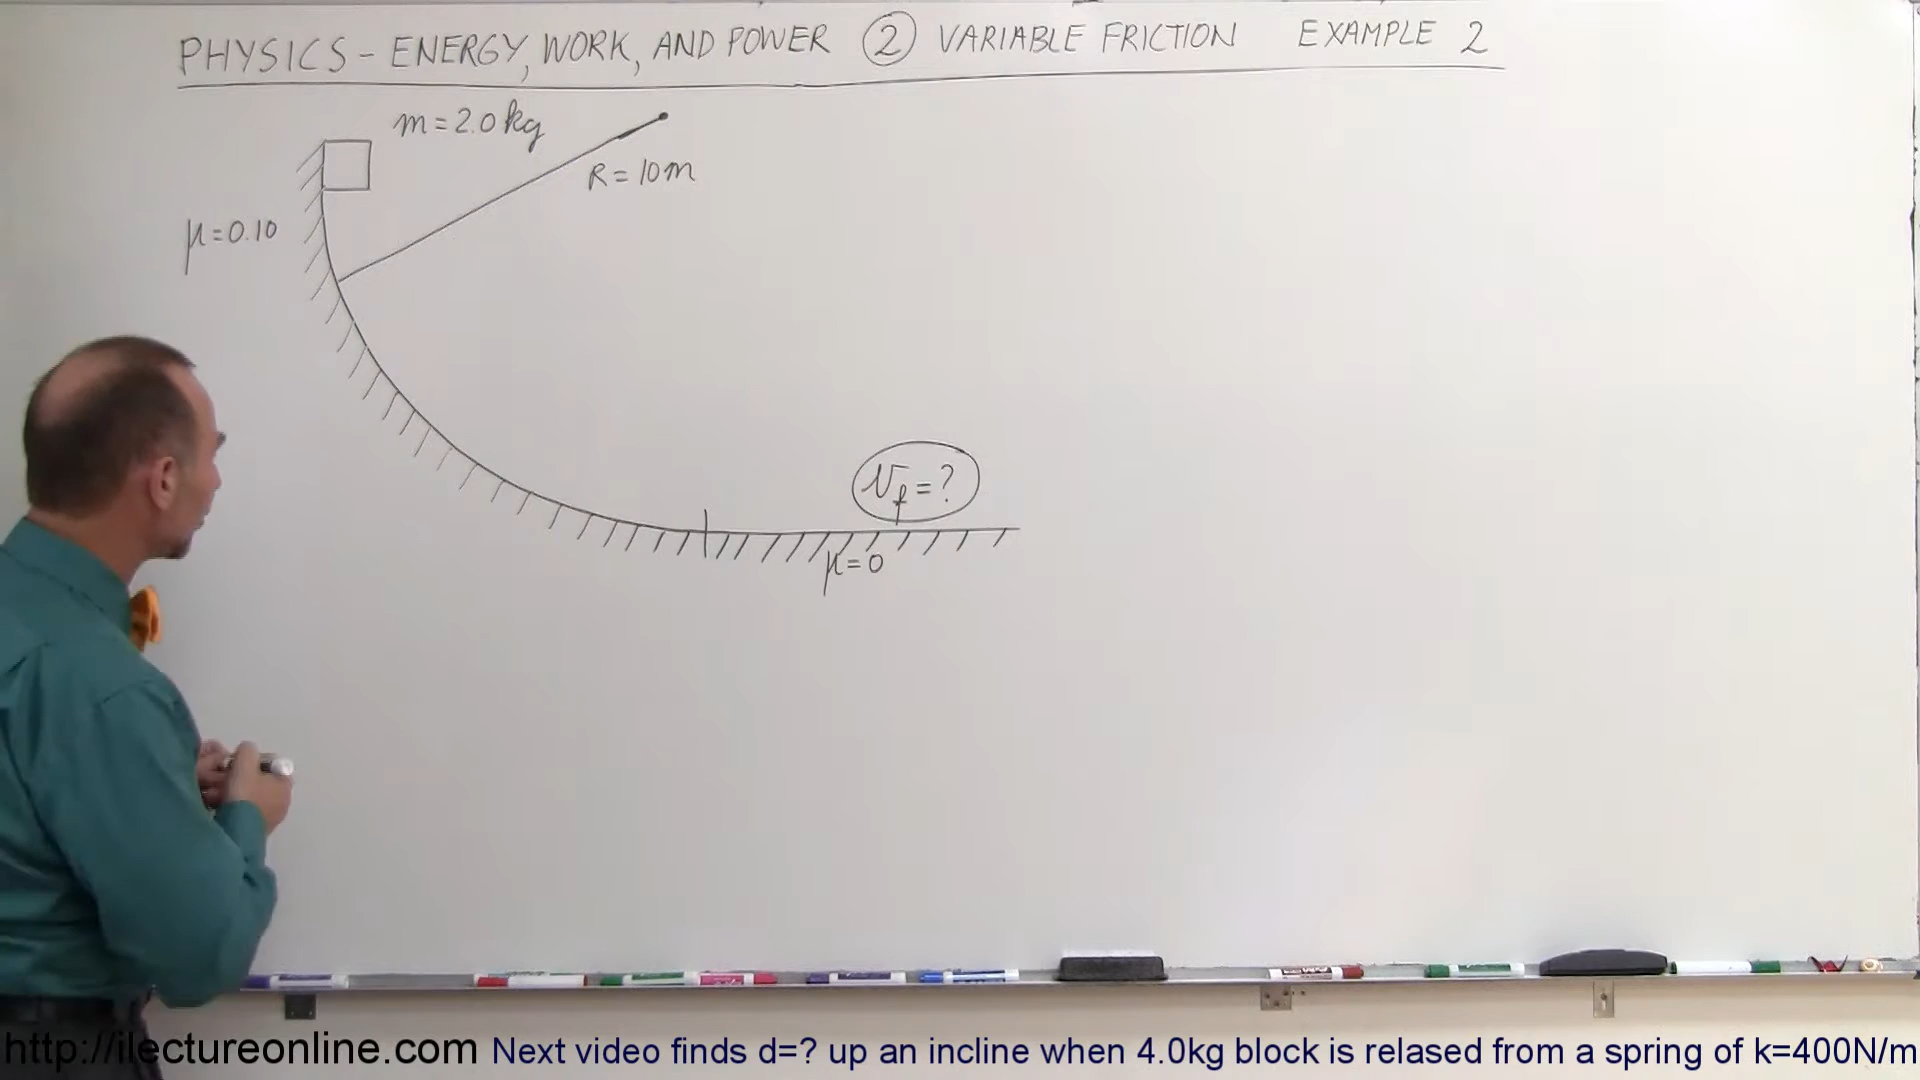 PHYSICS - ENERGY, WORK, AND POWER ② VARIABLE FRICTION EXAMPLE 2
m = 2.0 kg
R = 10 m
μ = 0.10
v_f = ?
μ = 0
http://ilectureonline.com Next video finds d=? up an incline when 4.0kg block is relased from a spring of k=400N/m